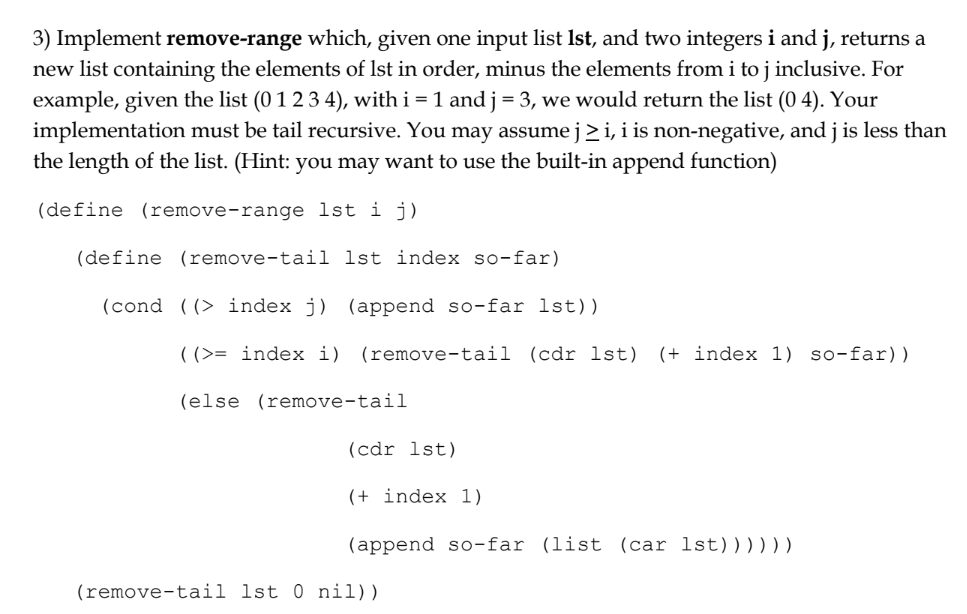 3) Implement remove-range which, given one input list lst, and two integers i and j, returns a
new list containing the elements of lst in order, minus the elements from i to j inclusive. For
example, given the list (0 1 2 3 4), with i = 1 and j = 3, we would return the list (0 4). Your
implementation must be tail recursive. You may assume j ≥ i, i is non-negative, and j is less than
the length of the list. (Hint: you may want to use the built-in append function)
(define (remove-range lst i j)
(define (remove-tail lst index so-far)
(cond ((> index j) (append so-far lst))
((>= index i) (remove-tail (cdr lst) (+ index 1) so-far))
(else (remove-tail
(cdr lst)
(+ index 1)
(append so-far (list (car lst))))))
(remove-tail lst 0 nil))